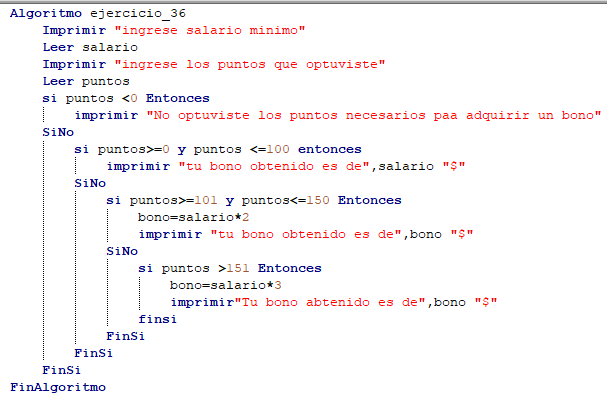 Algoritmo ejercicio_36
Imprimir "ingrese salario minimo"
Leer salario
Imprimir "ingrese los puntos que optuviste"
Leer puntos
si puntos <0 Entonces
imprimir "No optuviste los puntos necesarios paa adquirir un bono"
SiNo
si puntos>=0 y puntos <=100 entonces
imprimir "tu bono obtenido es de",salario "$"
SiNo
si puntos>=101 y puntos<=150 Entonces
bono=salario*2
imprimir "tu bono obtenido es de",bono "$"
SiNo
si puntos >151 Entonces
bono=salario*3
imprimir"Tu bono abtenido es de",bono "$"
finsi
FinSi
FinSi
FinSi
FinAlgoritmo